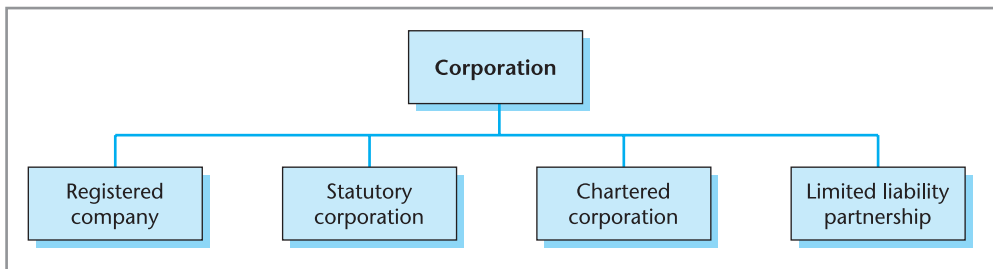 Corporation
Registered
company
Statutory
corporation
Chartered
corporation
Limited liability
partnership